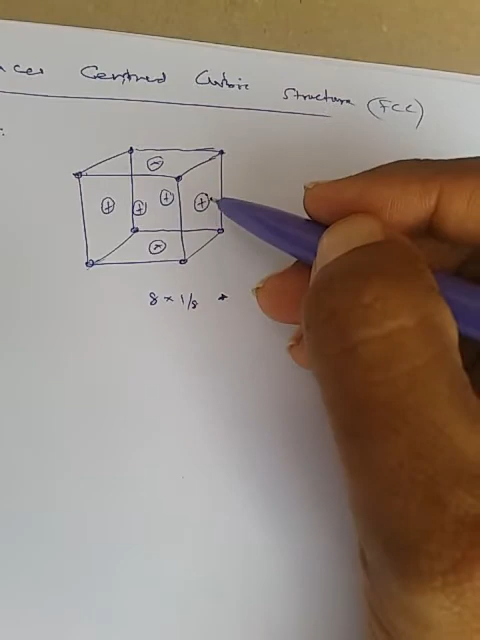 Centred Cubic Structure (FCC)
8 × 1/8 +